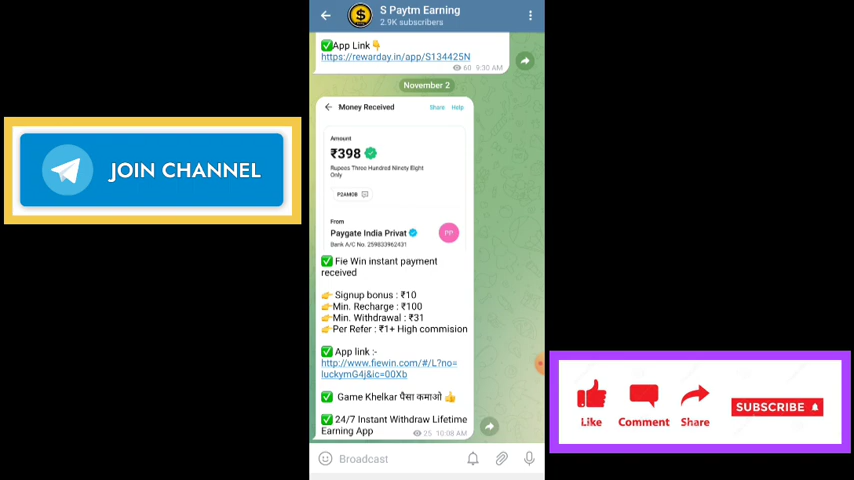 S Paytm Earning
2.9K subscribers
✅App Link👇
https://rewarday.in/app/S134425N
60 9:30 AM
November 2
Money Received
Share Help
Amount
₹398
Rupees Three Hundred Ninety Eight
Only
P2AMOB
From
Paygate India Privat
PP
Bank A/C No. 259833962431
✅ Fie Win instant payment
received
👉 Signup bonus : ₹10
👉Min. Recharge : ₹100
👉Min. Withdrawal : ₹31
👉Per Refer : ₹1+ High commision
✅ App link :-
http://www.fiewin.com/#/L?no=
luckymG4j&ic=00Xb
✅ Game Khelkar पैसा कमाओ 👍
✅ 24/7 Instant Withdraw Lifetime
Earning App
25 10:08 AM
Broadcast
JOIN CHANNEL
Like
Comment
Share
SUBSCRIBE